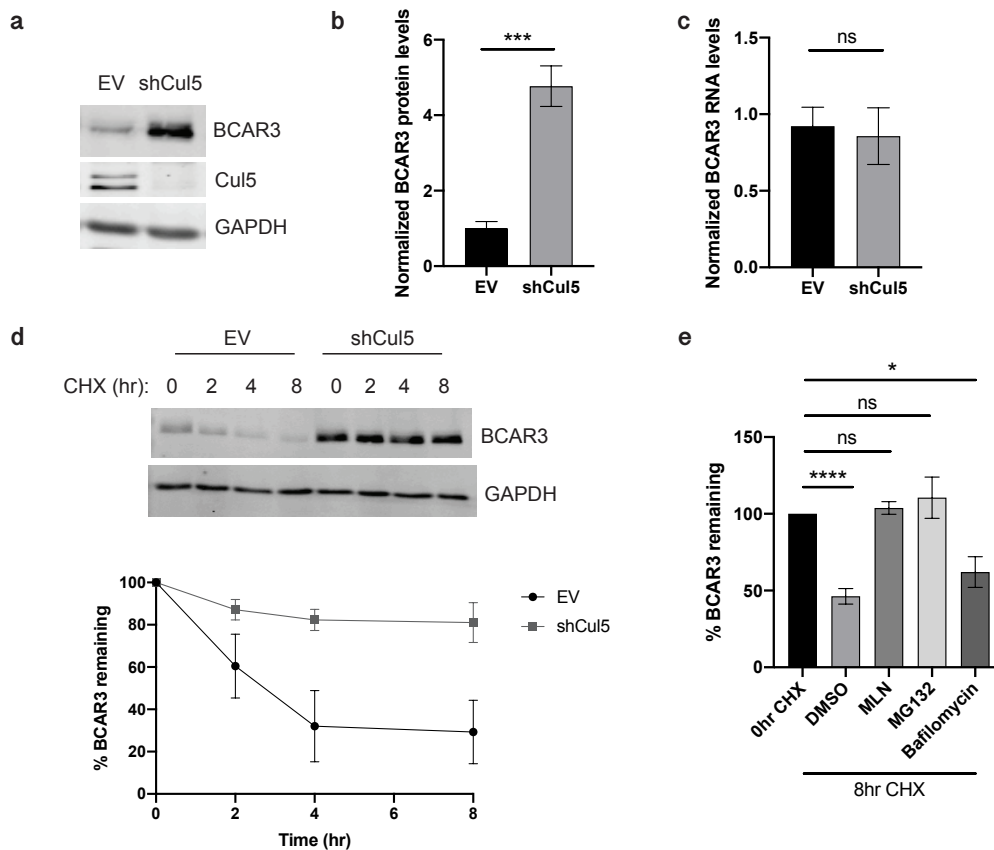 a
EV shCul5
BCAR3
Cul5
GAPDH
b
Normalized BCAR3 protein levels
6
4
2
0
***
EV shCul5
c
Normalized BCAR3 RNA levels
1.5
1.0
0.5
0.0
ns
EV shCul5
d
EV shCul5
CHX (hr): 0 2 4 8 0 2 4 8
BCAR3
GAPDH
% BCAR3 remaining
100
80
60
40
20
0
0 2 4 6 8
Time (hr)
EV
shCul5
e
*
ns
ns
****
% BCAR3 remaining
150
100
50
0
0hr CHX
DMSO
MLN
MG132
Bafilomycin
8hr CHX